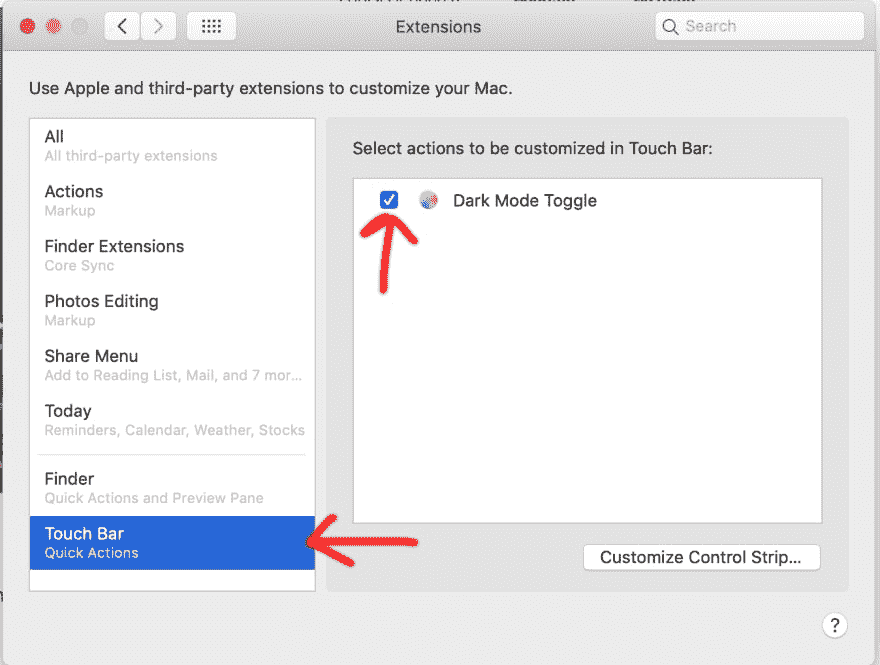 Extensions
Search
Use Apple and third-party extensions to customize your Mac.
All
All third-party extensions
Actions
Markup
Finder Extensions
Core Sync
Photos Editing
Markup
Share Menu
Add to Reading List, Mail, and 7 mor...
Today
Reminders, Calendar, Weather, Stocks
Finder
Quick Actions and Preview Pane
Touch Bar
Quick Actions
Select actions to be customized in Touch Bar:
Dark Mode Toggle
Customize Control Strip...
?